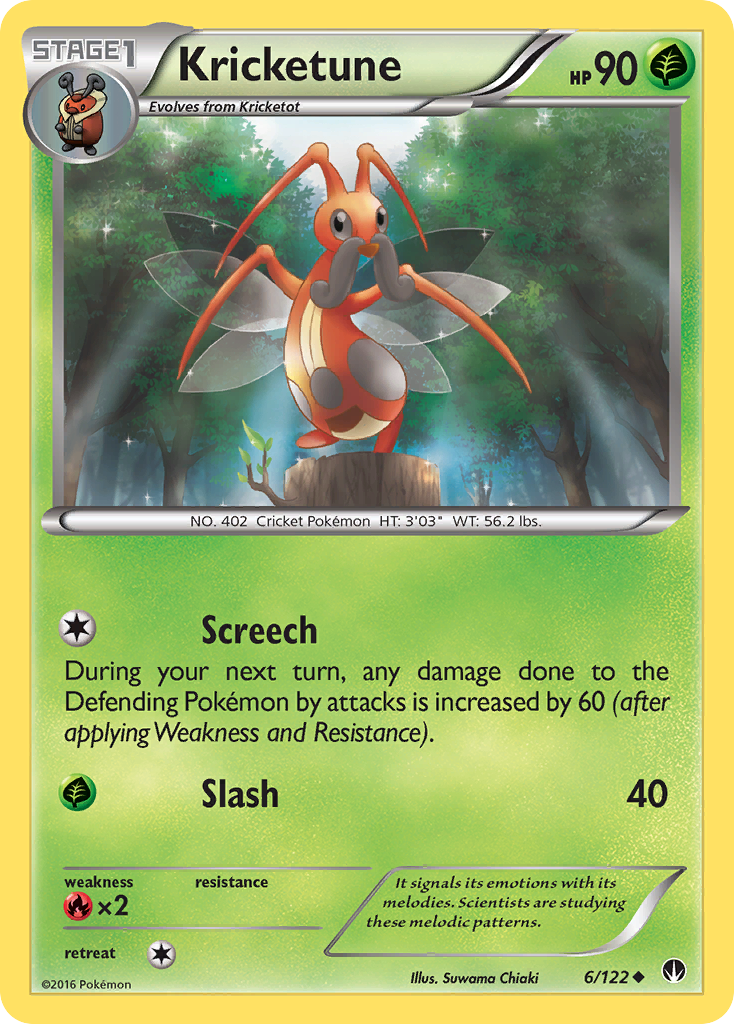 STAGE1
Kricketune
HP 90
Evolves from Kricketot
NO. 402 Cricket Pokémon HT: 3'03" WT: 56.2 lbs.
Screech
During your next turn, any damage done to the
Defending Pokémon by attacks is increased by 60 (after
applying Weakness and Resistance).
Slash 40
weakness resistance
×2
It signals its emotions with its
melodies. Scientists are studying
these melodic patterns.
retreat
©2016 Pokémon
Illus. Suwama Chiaki
6/122